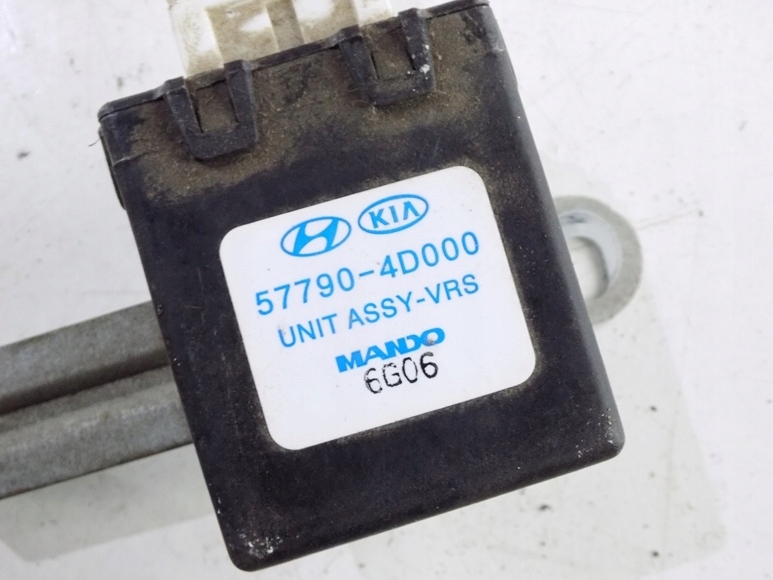 KIA
57790-4D000
UNIT ASSY-VRS
MANDO
6G06